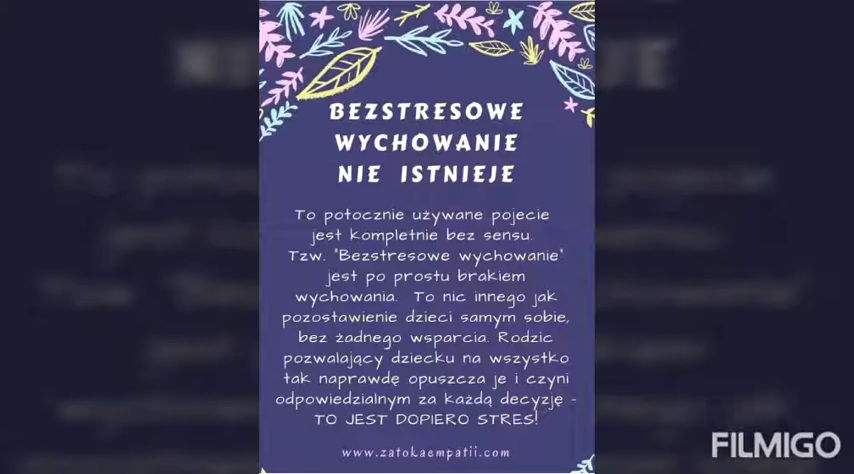 BEZSTRESOWE
WYCHOWANIE
NIE ISTNIEJE
To potocznie używane pojecie
jest kompletnie bez sensu.
Tzw. "Bezstresowe wychowanie"
jest po prostu brakiem
wychowania. To nic innego jak
pozostawienie dzieci samym sobie,
bez żadnego wsparcia. Rodzic
pozwalający dziecku na wszystko
tak naprawdę opuszcza je i czyni
odpowiedzialnym za każdą decyzję -
TO JEST DOPIERO STRES!
www.zatokaempatii.com
FILMIGO